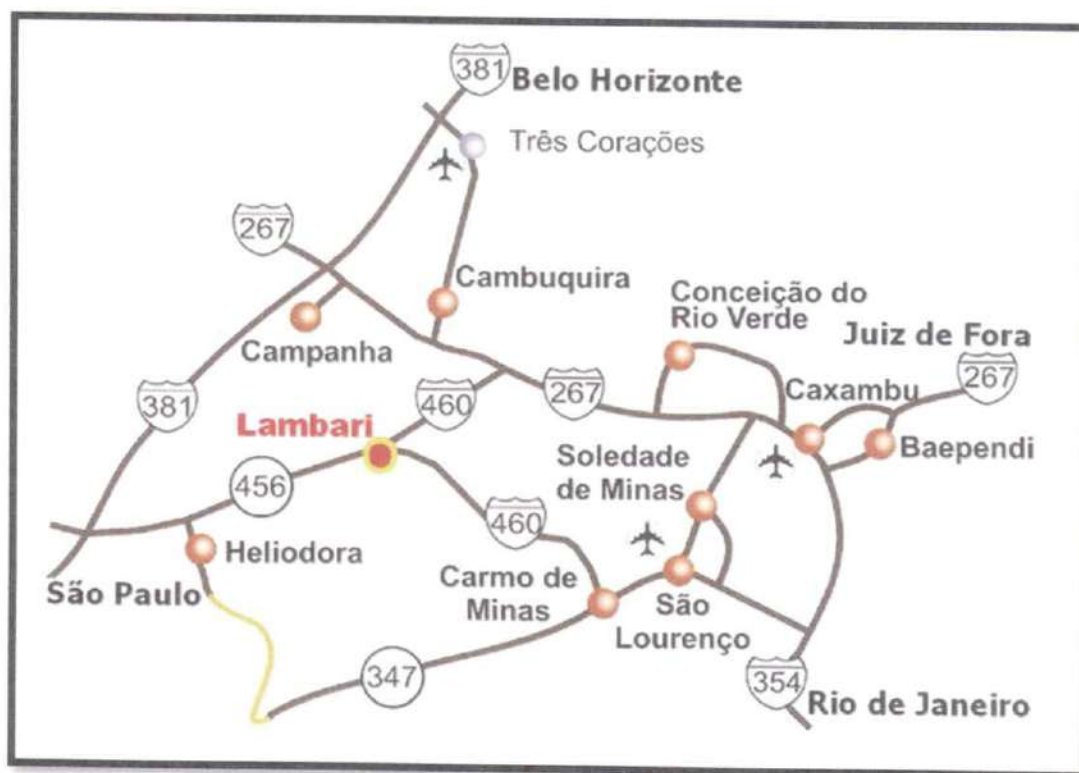 381
Belo Horizonte
Três Corações
267
Cambuquira
Conceição do
Rio Verde
Juiz de Fora
Campanha
267
Caxambu
381
460
267
Lambari
Baependi
Soledade
de Minas
456
460
Heliodora
Carmo de
Minas
São Paulo
São
Lourenço
347
354
Rio de Janeiro